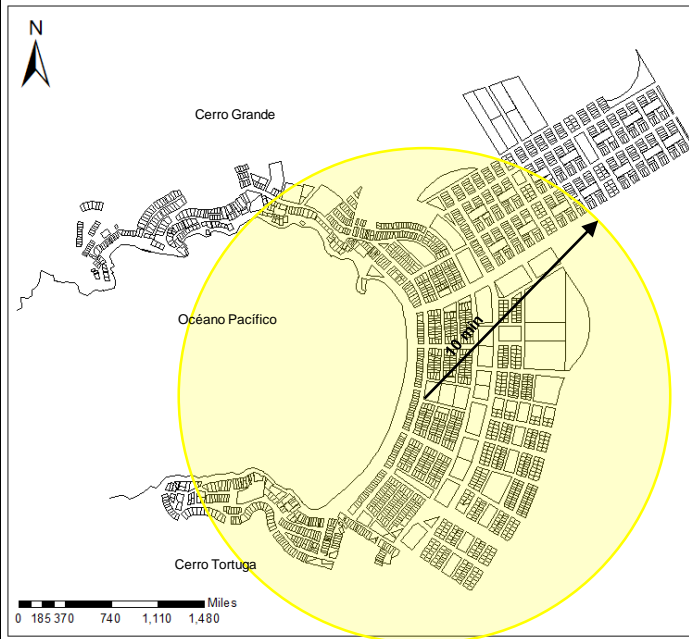 N
Cerro Grande
Océano Pacífico
10 min
Cerro Tortuga
Miles
0 185 370 740 1,110 1,480